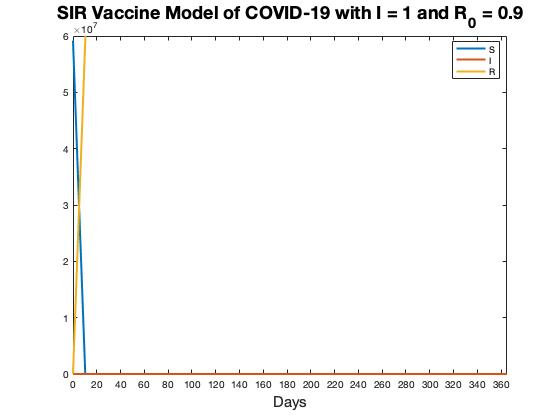 SIR Vaccine Model of COVID-19 with I = 1 and R0 = 0.9
×10^7
S
I
R
6
5
4
3
2
1
0
0 20 40 60 80 100 120 140 160 180 200 220 240 260 280 300 320 340 360
Days